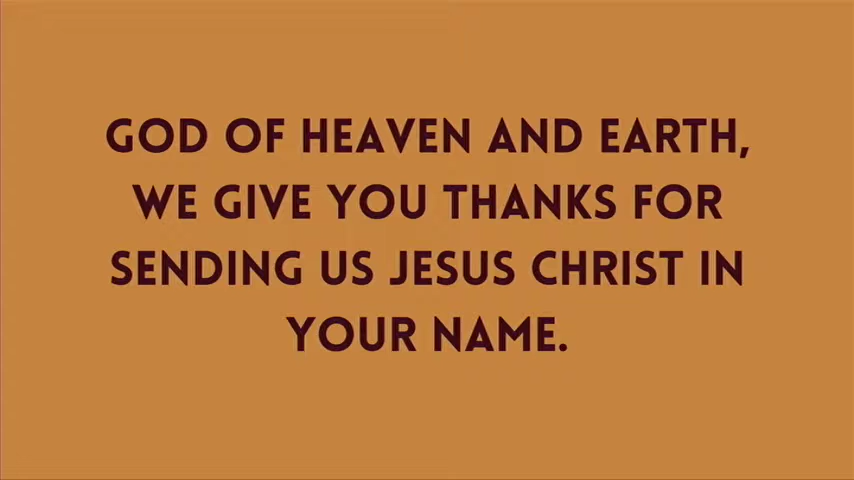 GOD OF HEAVEN AND EARTH,
WE GIVE YOU THANKS FOR
SENDING US JESUS CHRIST IN
YOUR NAME.